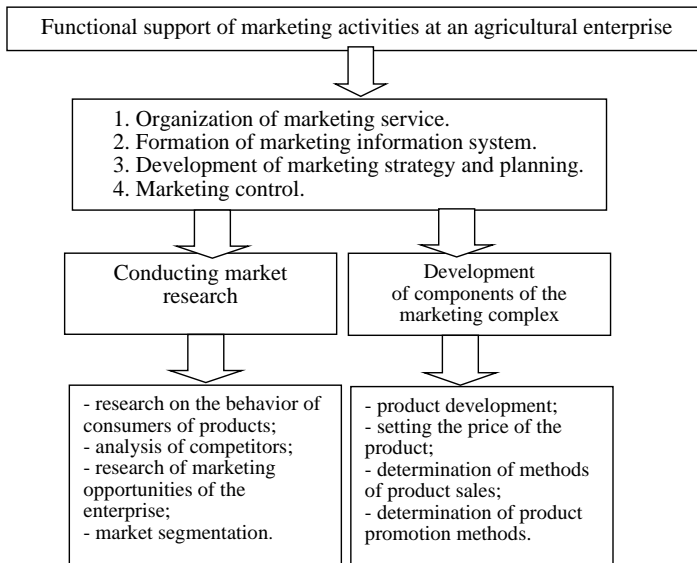 Functional support of marketing activities at an agricultural enterprise
1. Organization of marketing service.
2. Formation of marketing information system.
3. Development of marketing strategy and planning.
4. Marketing control.
Conducting market
research
Development
of components of the
marketing complex
- research on the behavior of
consumers of products;
- analysis of competitors;
- research of marketing
opportunities of the
enterprise;
- market segmentation.
- product development;
- setting the price of the
product;
- determination of methods
of product sales;
- determination of product
promotion methods.